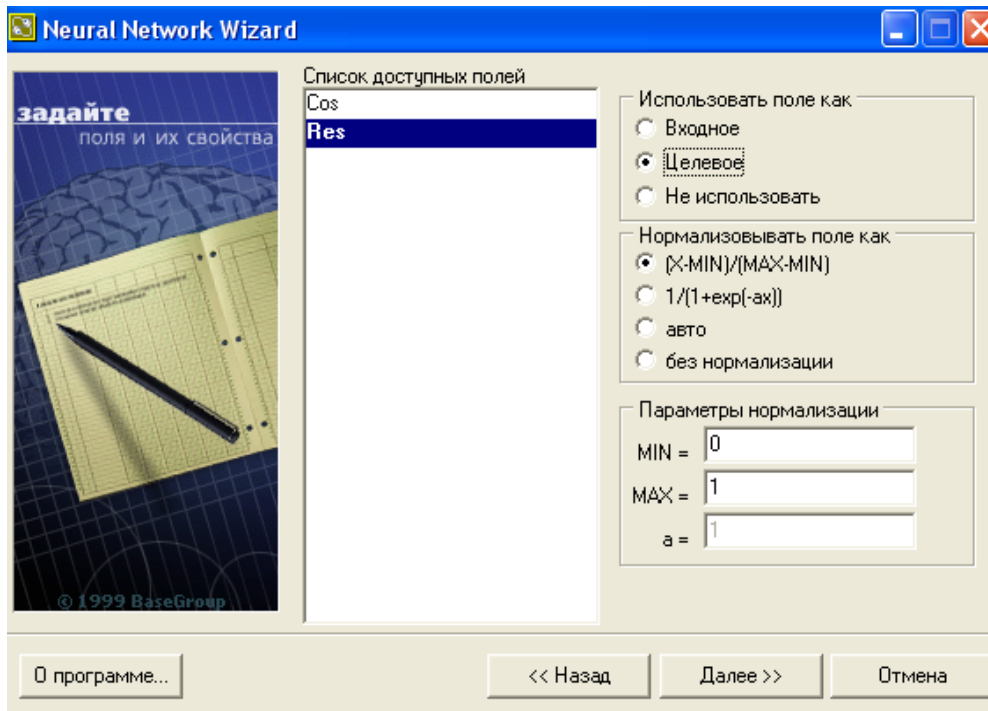 Neural Network Wizard
задайте
поля и их свойства
© 1999 BaseGroup
Список доступных полей
Cos
Res
Использовать поле как
Входное
Целевое
Не использовать
Нормализовывать поле как
(X-MIN)/(MAX-MIN)
1/(1+exp(-ax))
авто
без нормализации
Параметры нормализации
MIN = 0
MAX = 1
a = 1
О программе...
<< Назад
Далее >>
Отмена